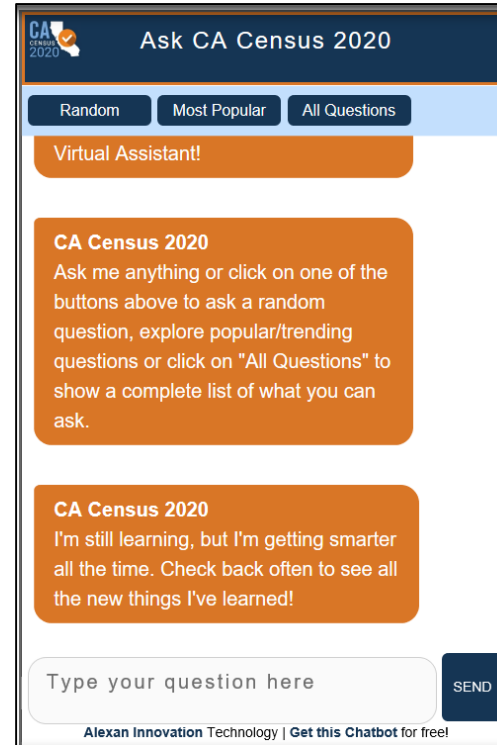 CA
CENSUS
2020
Ask CA Census 2020
Random Most Popular All Questions
Virtual Assistant!
CA Census 2020
Ask me anything or click on one of the
buttons above to ask a random
question, explore popular/trending
questions or click on "All Questions" to
show a complete list of what you can
ask.
CA Census 2020
I'm still learning, but I'm getting smarter
all the time. Check back often to see all
the new things I've learned!
Type your question here
SEND
Alexan Innovation Technology | Get this Chatbot for free!